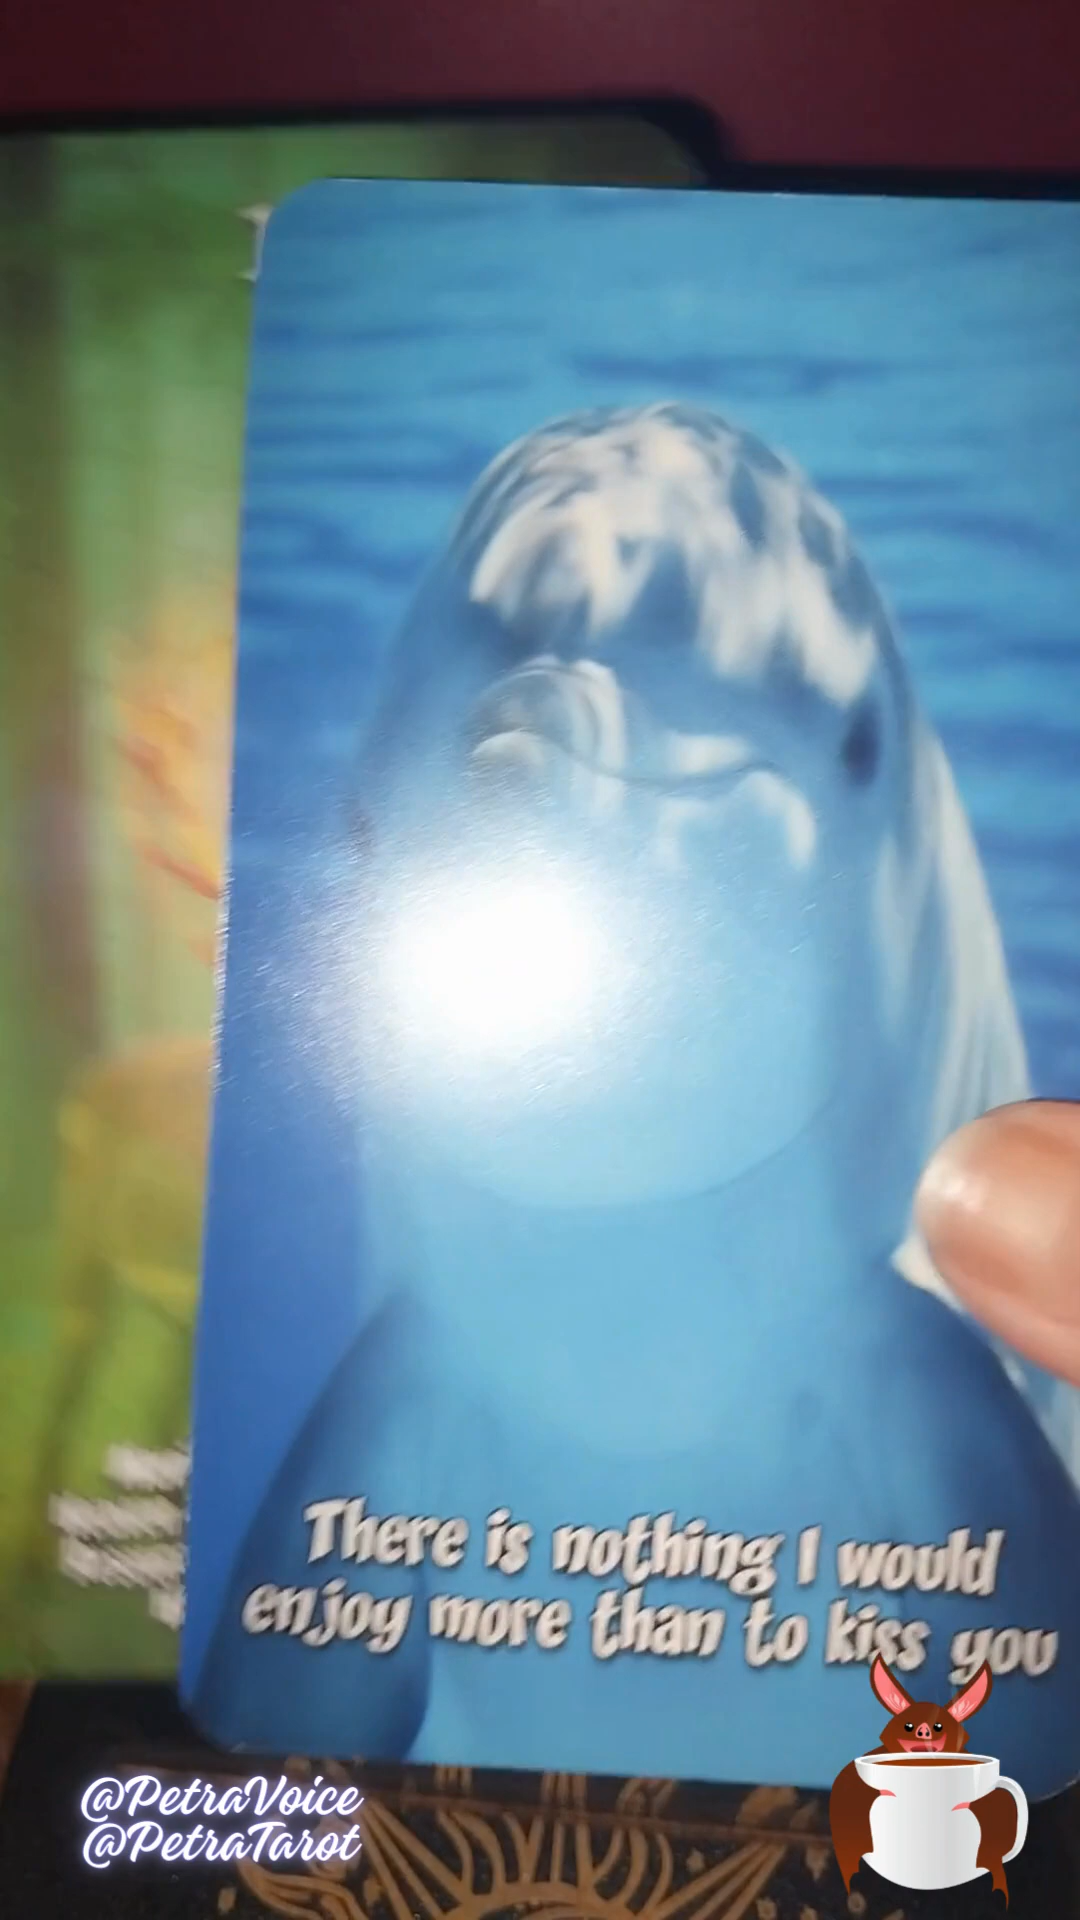 There is nothing I would
enjoy more than to kiss you
@PetraVoice
@PetraTarot